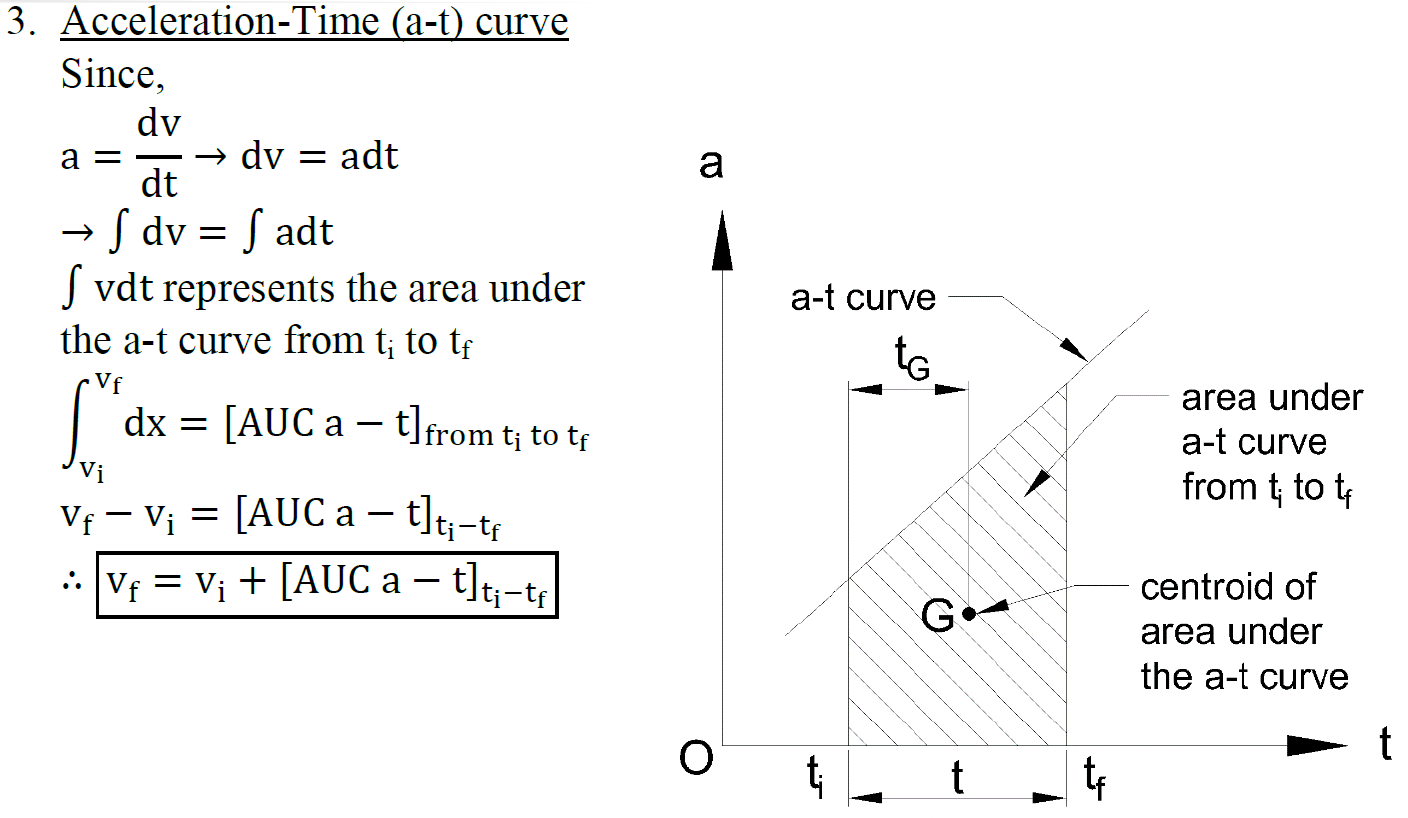 3. Acceleration-Time (a-t) curve
Since,
a = dv/dt → dv = adt
→ ∫ dv = ∫ adt
∫ vdt represents the area under
the a-t curve from tᵢ to t_f
∫_{vᵢ}^{v_f} dx = [AUC a − t]_{from tᵢ to t_f}
v_f − vᵢ = [AUC a − t]_{tᵢ−t_f}
∴ v_f = vᵢ + [AUC a − t]_{tᵢ−t_f}
a
a-t curve
t_G
area under
a-t curve
from tᵢ to t_f
G
centroid of
area under
the a-t curve
O
tᵢ
t
t_f
t